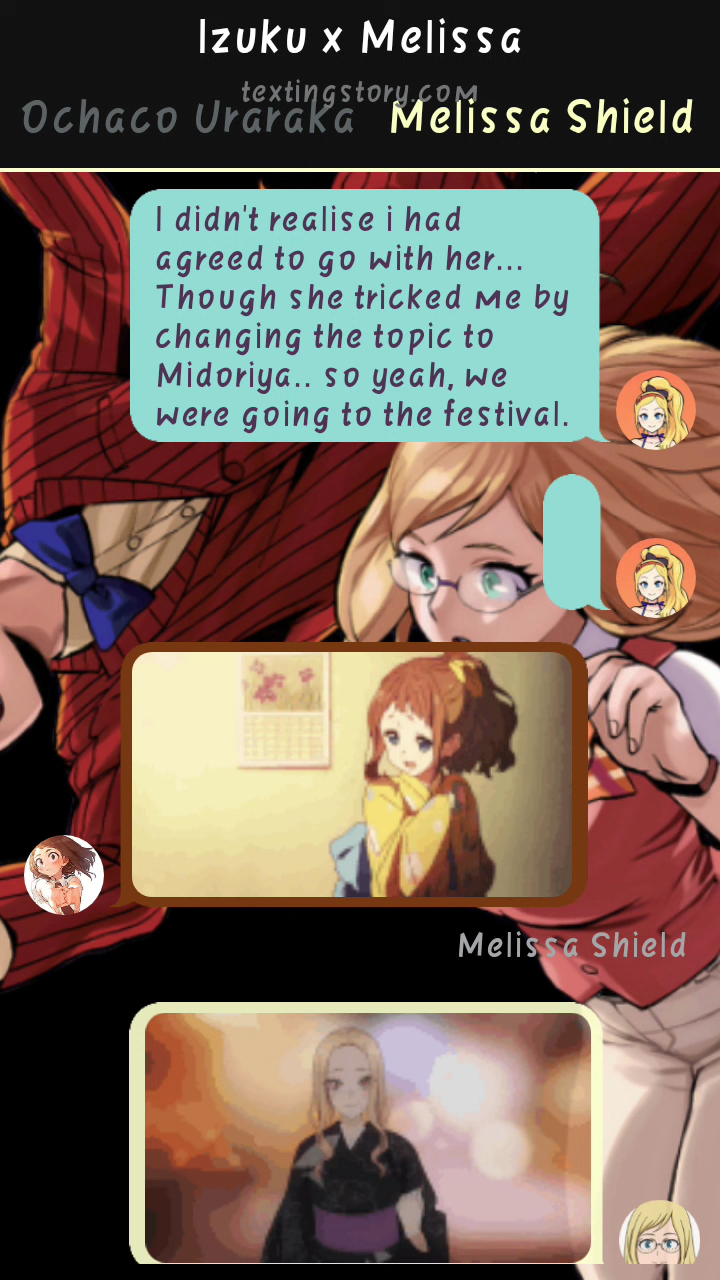 Izuku x Melissa
textingstory.com
Ochaco Uraraka Melissa Shield
I didn't realise i had
agreed to go with her...
Though she tricked me by
changing the topic to
Midoriya.. so yeah, we
were going to the festival.
Melissa Shield